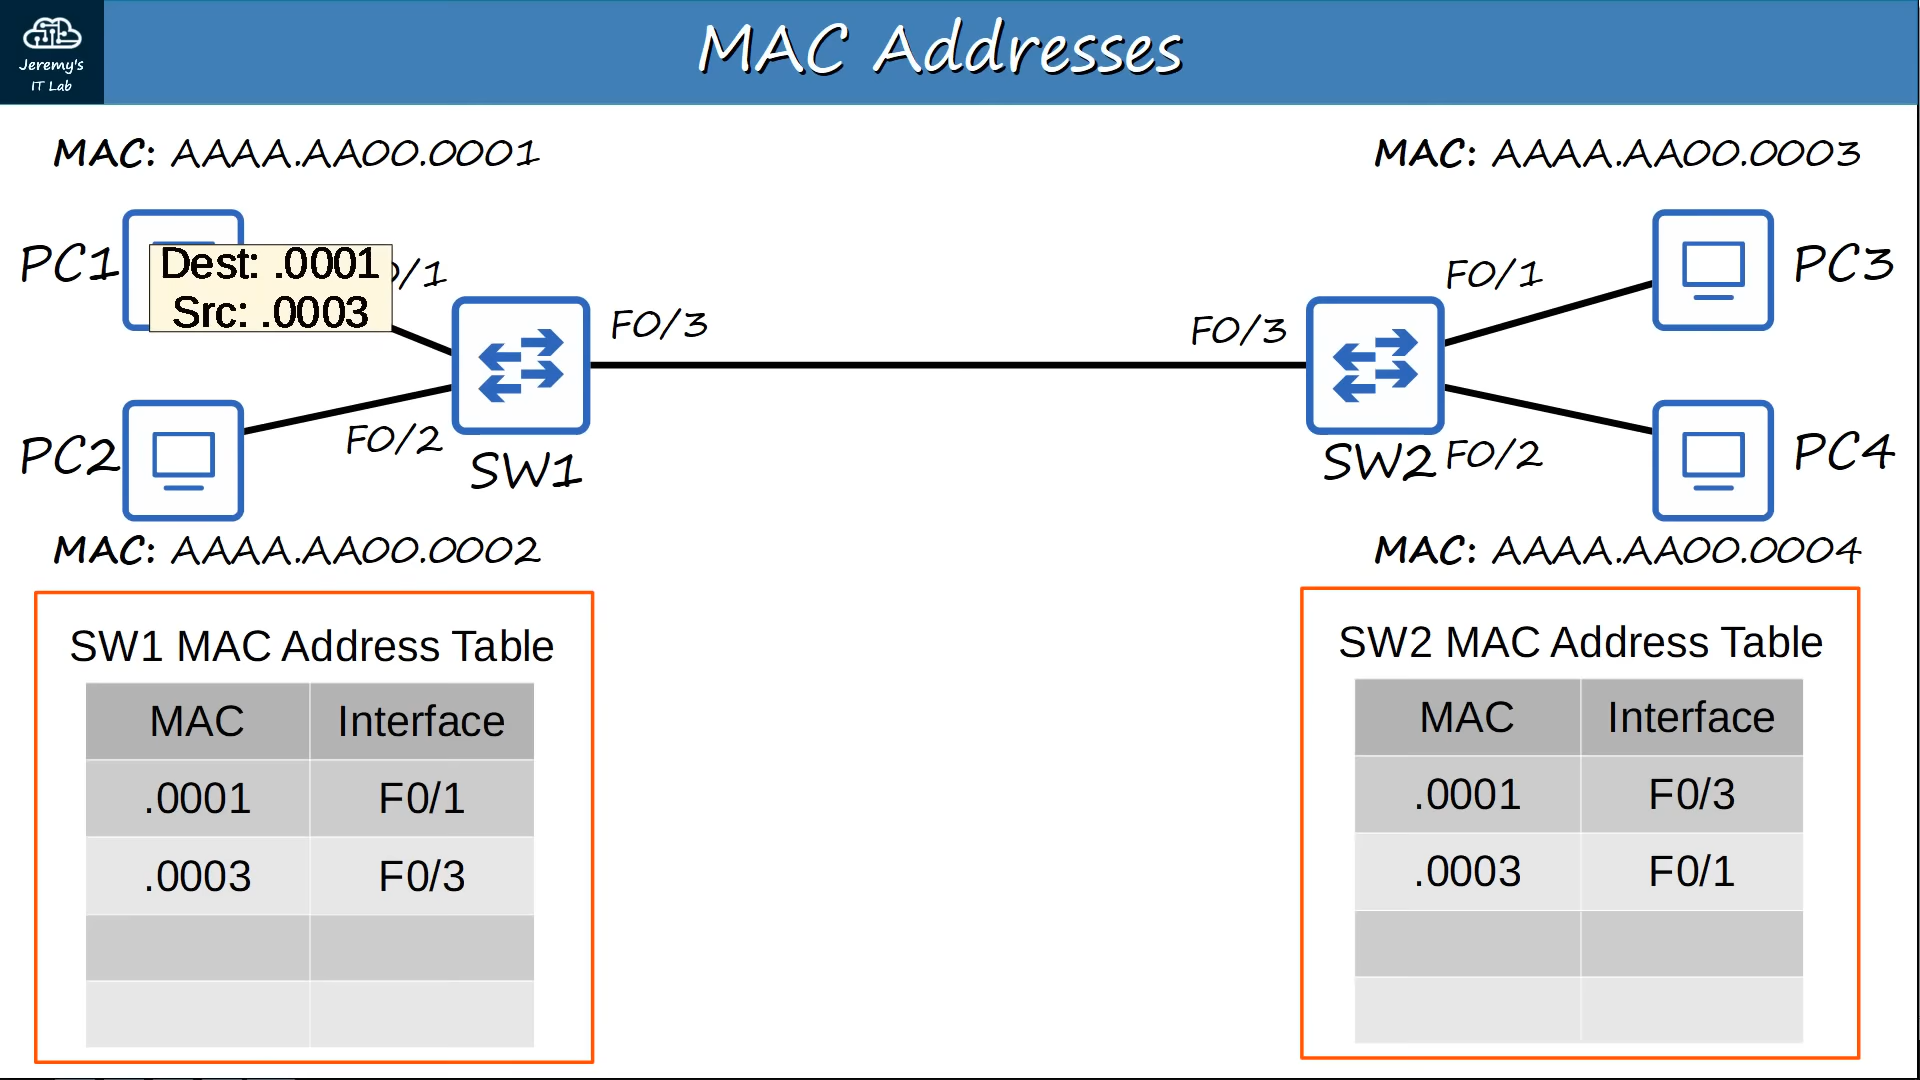 Jeremy's
IT Lab
MAC Addresses
MAC: AAAA.AA00.0001
MAC: AAAA.AA00.0003
PC1
Dest: .0001
Src: .0003
/1
F0/3
F0/3
F0/1
PC3
PC2
F0/2
SW1
SW2
F0/2
PC4
MAC: AAAA.AA00.0002
MAC: AAAA.AA00.0004
SW1 MAC Address Table
MAC Interface
.0001 F0/1
.0003 F0/3
SW2 MAC Address Table
MAC Interface
.0001 F0/3
.0003 F0/1